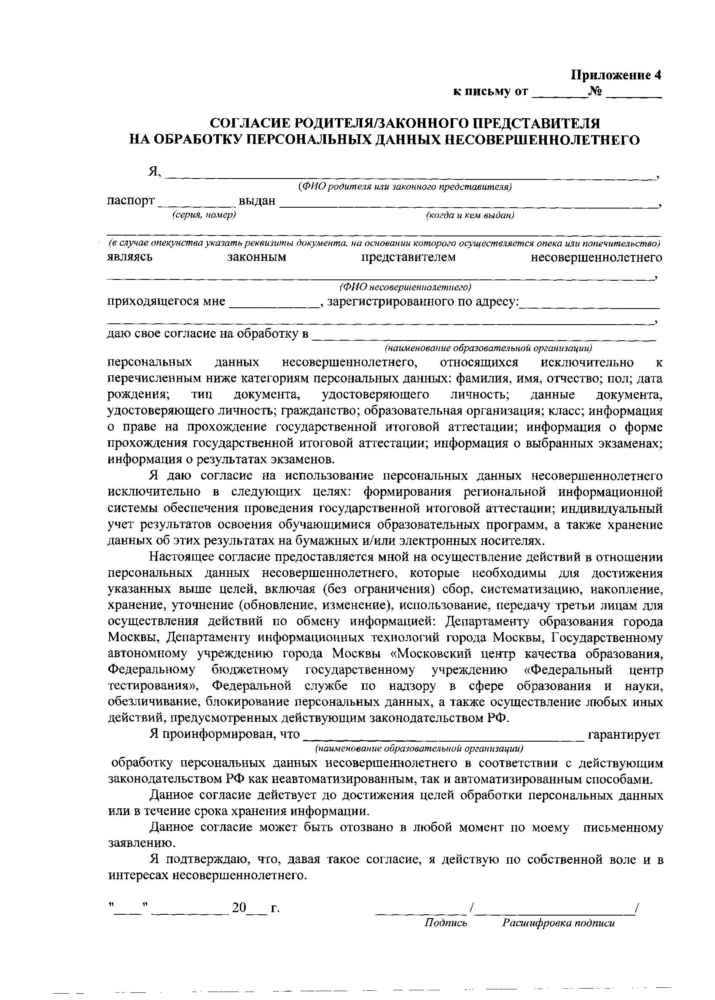 Приложение 4
к письму от ________№ ________
СОГЛАСИЕ РОДИТЕЛЯ/ЗАКОННОГО ПРЕДСТАВИТЕЛЯ
НА ОБРАБОТКУ ПЕРСОНАЛЬНЫХ ДАННЫХ НЕСОВЕРШЕННОЛЕТНЕГО
Я, ____________________,
(ФИО родителя или законного представителя)
паспорт ___________ выдан ____________________,
(серия, номер) (когда и кем выдан)
____________________
(в случае опекунства указать реквизиты документа, на основании которого осуществляется опека или попечительство)
являясь законным представителем несовершеннолетнего
____________________,
(ФИО несовершеннолетнего)
приходящегося мне _____________, зарегистрированного по адресу:____________________
____________________,
даю свое согласие на обработку в ____________________
(наименование образовательной организации)
персональных данных несовершеннолетнего, относящихся исключительно к
перечисленным ниже категориям персональных данных: фамилия, имя, отчество; пол; дата
рождения; тип документа, удостоверяющего личность; данные документа,
удостоверяющего личность; гражданство; образовательная организация; класс; информация
о праве на прохождение государственной итоговой аттестации; информация о форме
прохождения государственной итоговой аттестации; информация о выбранных экзаменах;
информация о результатах экзаменов.
Я даю согласие на использование персональных данных несовершеннолетнего
исключительно в следующих целях: формирования региональной информационной
системы обеспечения проведения государственной итоговой аттестации; индивидуальный
учет результатов освоения обучающимися образовательных программ, а также хранение
данных об этих результатах на бумажных и/или электронных носителях.
Настоящее согласие предоставляется мной на осуществление действий в отношении
персональных данных несовершеннолетнего, которые необходимы для достижения
указанных выше целей, включая (без ограничения) сбор, систематизацию, накопление,
хранение, уточнение (обновление, изменение), использование, передачу третьи лицам для
осуществления действий по обмену информацией: Департаменту образования города
Москвы, Департаменту информационных технологий города Москвы, Государственному
автономному учреждению города Москвы «Московский центр качества образования,
Федеральному бюджетному государственному учреждению «Федеральный центр
тестирования», Федеральной службе по надзору в сфере образования и науки,
обезличивание, блокирование персональных данных, а также осуществление любых иных
действий, предусмотренных действующим законодательством РФ.
Я проинформирован, что ____________________ гарантирует
(наименование образовательной организации)
обработку персональных данных несовершеннолетнего в соответствии с действующим
законодательством РФ как неавтоматизированным, так и автоматизированным способами.
Данное согласие действует до достижения целей обработки персональных данных
или в течение срока хранения информации.
Данное согласие может быть отозвано в любой момент по моему письменному
заявлению.
Я подтверждаю, что, давая такое согласие, я действую по собственной воле и в
интересах несовершеннолетнего.
"____" ___________ 20___ г. _____________/____________________/
Подпись Расшифровка подписи